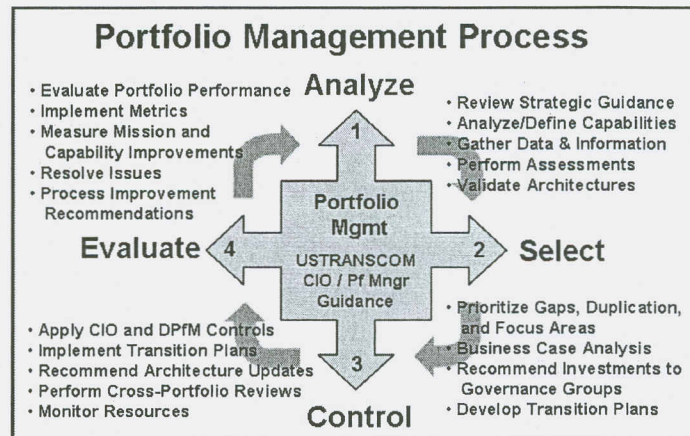 Portfolio Management Process
Analyze
• Evaluate Portfolio Performance
• Implement Metrics
• Measure Mission and
Capability Improvements
• Resolve Issues
• Process Improvement
Recommendations
1
• Review Strategic Guidance
• Analyze/Define Capabilities
• Gather Data & Information
• Perform Assessments
• Validate Architectures
Evaluate
4
Portfolio
Mgmt
USTRANSCOM
CIO / Pf Mngr
Guidance
2
Select
• Apply CIO and DPfM Controls
• Implement Transition Plans
• Recommend Architecture Updates
• Perform Cross-Portfolio Reviews
• Monitor Resources
3
• Prioritize Gaps, Duplication,
and Focus Areas
• Business Case Analysis
• Recommend Investments to
Governance Groups
• Develop Transition Plans
Control